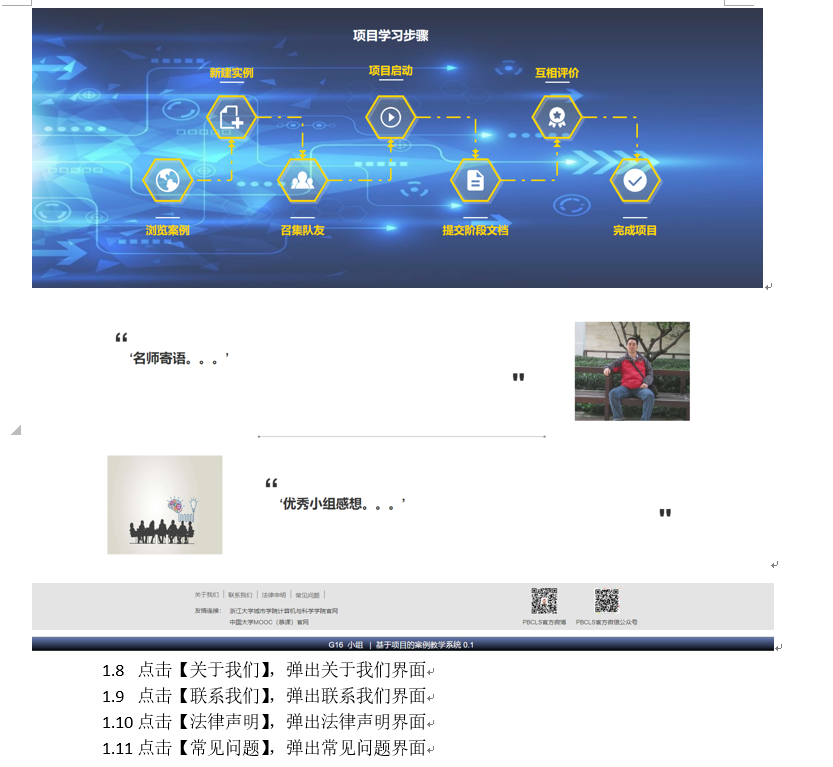 项目学习步骤
新建实例
项目启动
互相评价
浏览案例
召集队友
提交阶段文档
完成项目
“
‘名师寄语。。。’
"
“
‘优秀小组感想。。。’
"
关于我们 | 联系我们 | 法律申明 | 常见问题 |
友情连接： 浙江大学城市学院计算机与科学学院官网
中国大学MOOC（慕课）官网
PBCLS官方微博 PBCLS官方微信公众号
G16 小组 | 基于项目的案例教学系统 0.1
1.8 点击【关于我们】，弹出关于我们界面
1.9 点击【联系我们】，弹出联系我们界面
1.10 点击【法律声明】，弹出法律声明界面
1.11 点击【常见问题】，弹出常见问题界面